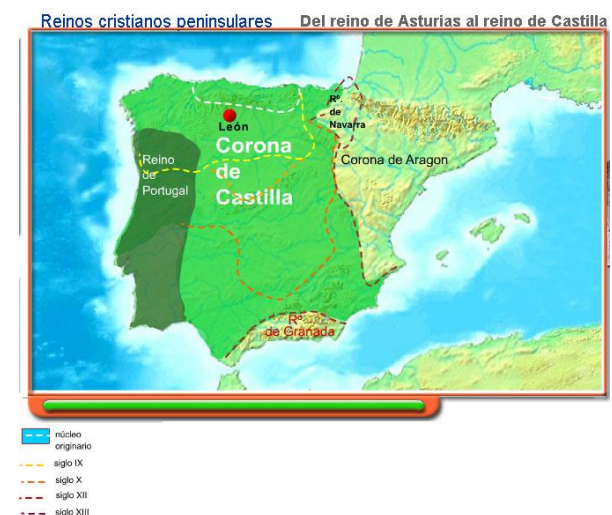 Reinos cristianos peninsulares
Del reino de Asturias al reino de Castilla
Rº.
de
Navarra
León
Corona
de
Castilla
Corona de Aragon
Reino
de
Portugal
Rº
de Granada
núcleo
originario
siglo IX
siglo X
siglo XII
siglo XIII